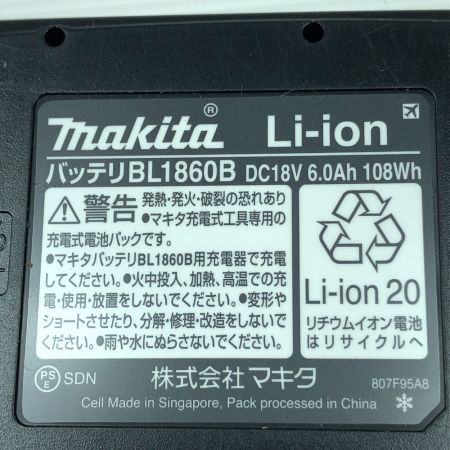 makita® Li-ion
バッテリBL1860B DC18V 6.0Ah 108Wh
警告 発熱・発火・破裂の恐れあり
●マキタ充電式工具専用の
充電式電池パックです。
●マキタバッテリBL1860B用充電器で充電
してください。●火中投入、加熱、高温での充
電・使用・放置をしないでください。●変形や
ショートさせたり、分解・修理・改造をしないで
ください。●雨や水にぬらさないでください。
Li-ion 20
リチウムイオン電池
はリサイクルへ
PS
E SDN 株式会社 マキタ 807F95A8
Cell Made in Singapore, Pack processed in China